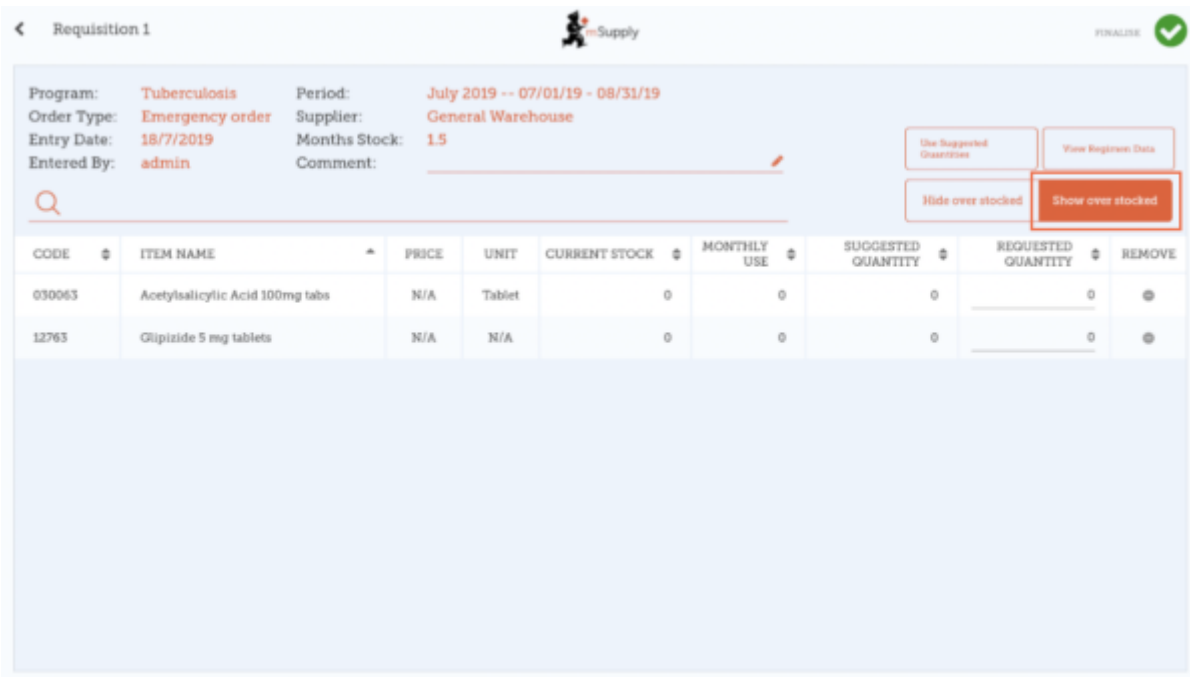 Requisition 1
mSupply
FINALISE
Program: Tuberculosis Period: July 2019 -- 07/01/19 - 08/31/19
Order Type: Emergency order Supplier: General Warehouse
Entry Date: 18/7/2019 Months Stock: 1.5
Entered By: admin Comment:
Use Suggested
Quantities
View Regimen Data
Hide over stocked Show over stocked
CODE ITEM NAME PRICE UNIT CURRENT STOCK MONTHLY USE SUGGESTED QUANTITY REQUESTED QUANTITY REMOVE
030063 Acetylsalicylic Acid 100mg tabs N/A Tablet 0 0 0 0
12763 Glipizide 5 mg tablets N/A N/A 0 0 0 0